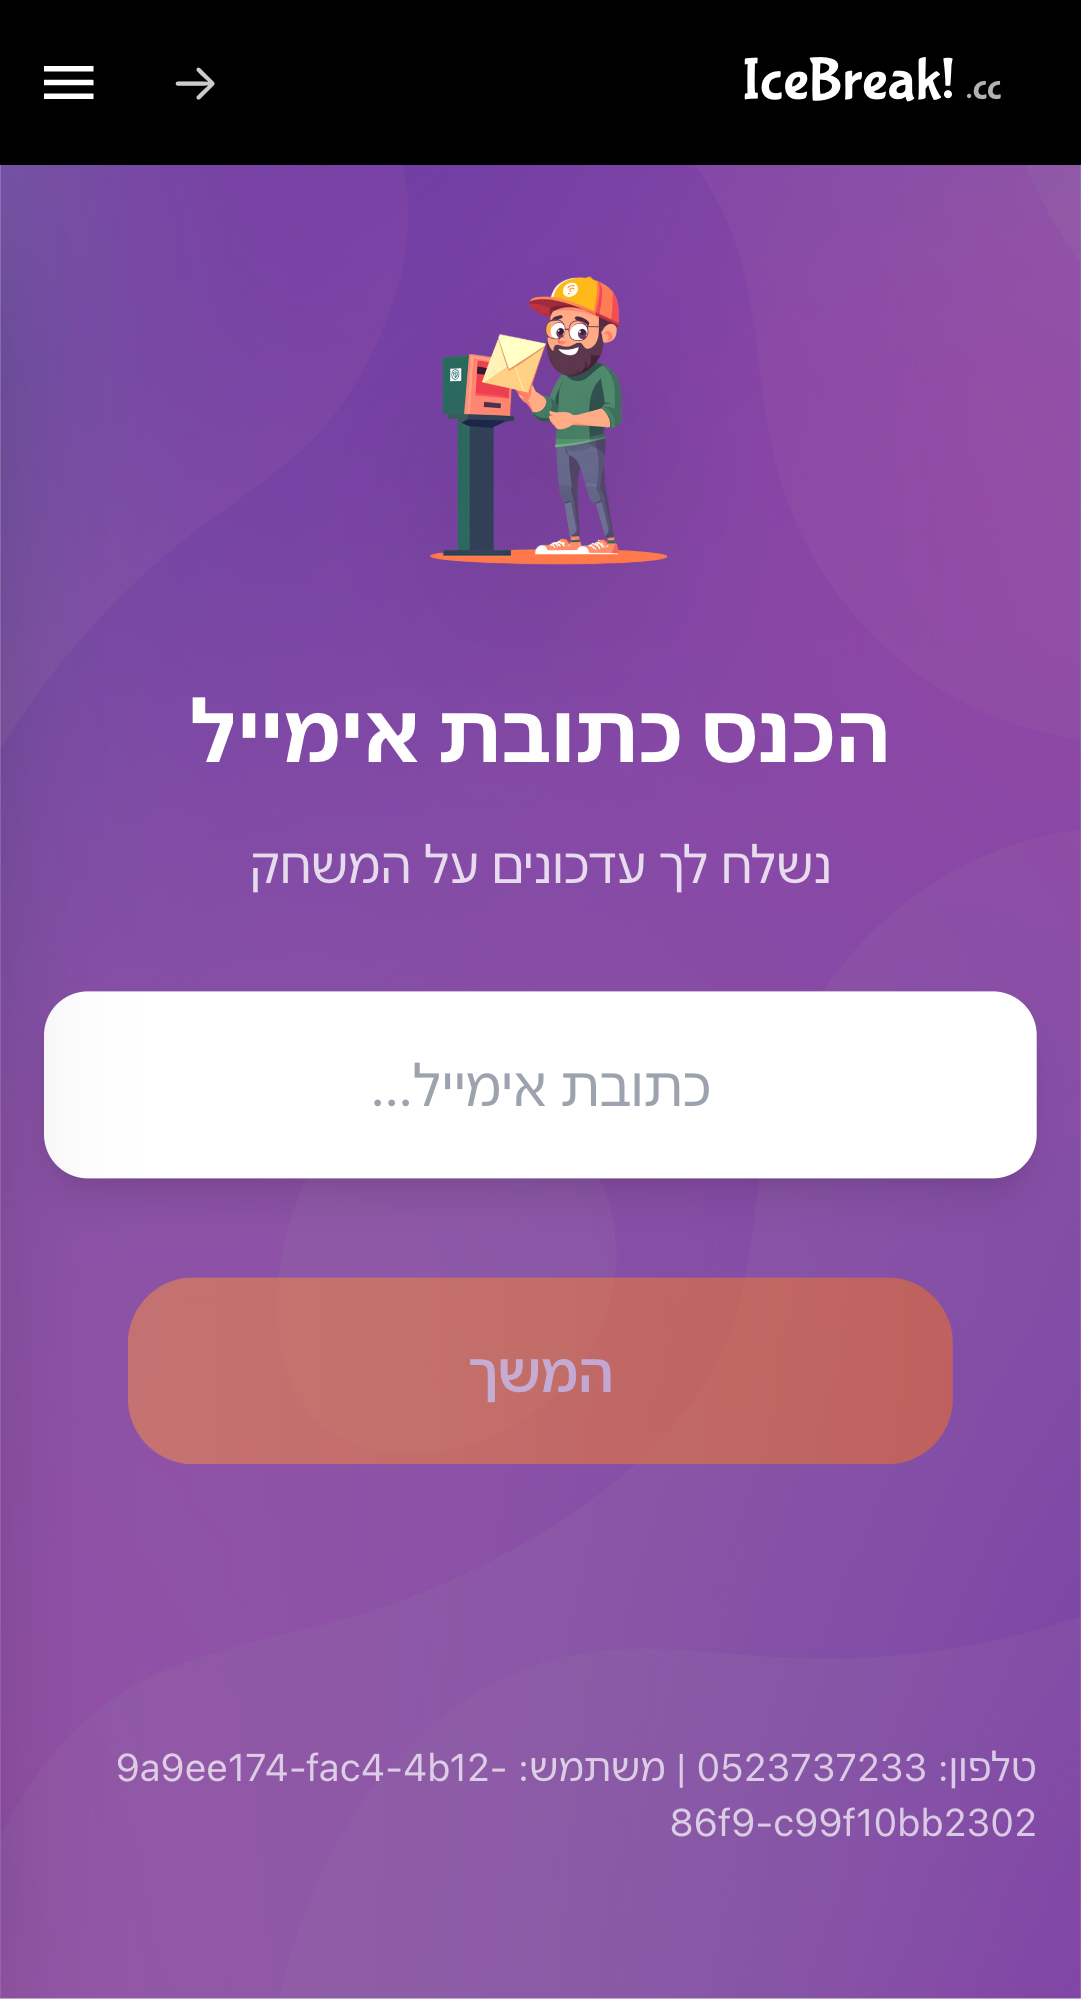 IceBreak! .cc
הכנס כתובת אימייל
נשלח לך עדכונים על המשחק
כתובת אימייל...
המשך
טלפון: 0523737233 | משתמש: 9a9ee174-fac4-4b12-
86f9-c99f10bb2302